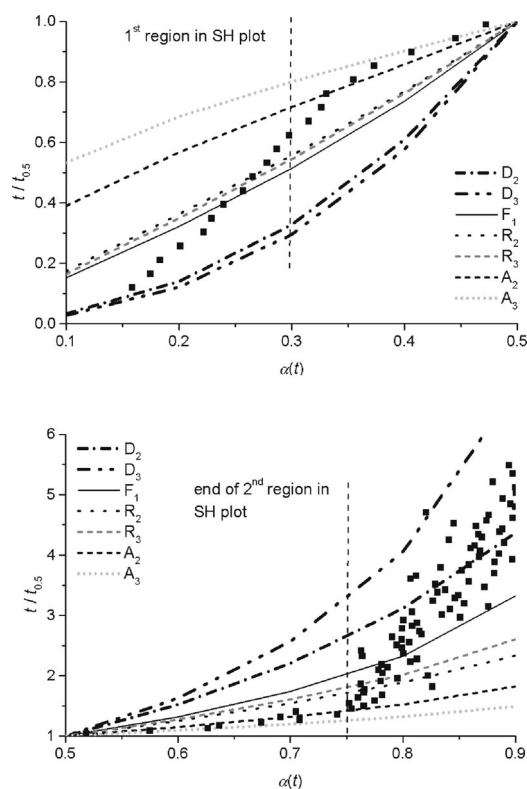 1.0
1st region in SH plot
0.8
0.6
t / t0.5
0.4
0.2
0.0
D2
D3
F1
R2
R3
A2
A3
0.1 0.2 0.3 0.4 0.5
α(t)
6
D2
D3
F1
R2
R3
A2
A3
end of 2nd region in
SH plot
5
4
t / t0.5
3
2
1
0.5 0.6 0.7 0.8 0.9
α(t)